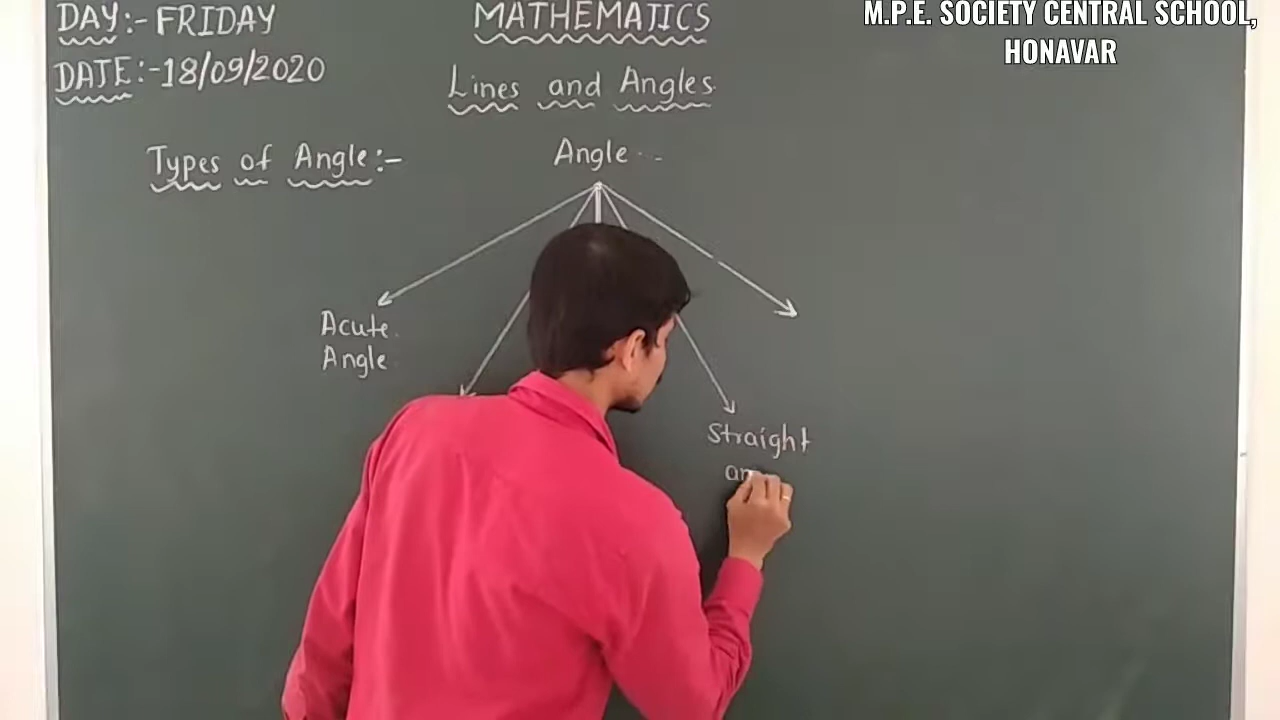 DAY:- FRIDAY
DATE:-18/09/2020
MATHEMATICS
Lines and Angles
M.P.E. SOCIETY CENTRAL SCHOOL,
HONAVAR
Types of Angle:-
Angle
Acute
Angle
Straight
an